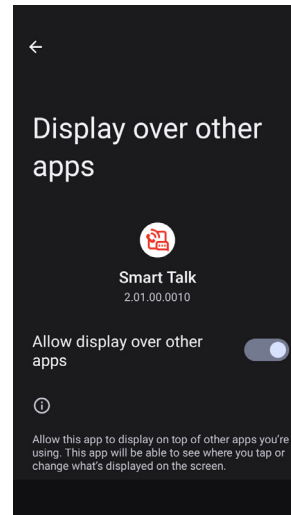 Display over other
apps
Smart Talk
2.01.00.0010
Allow display over other
apps
Allow this app to display on top of other apps you're
using. This app will be able to see where you tap or
change what's displayed on the screen.